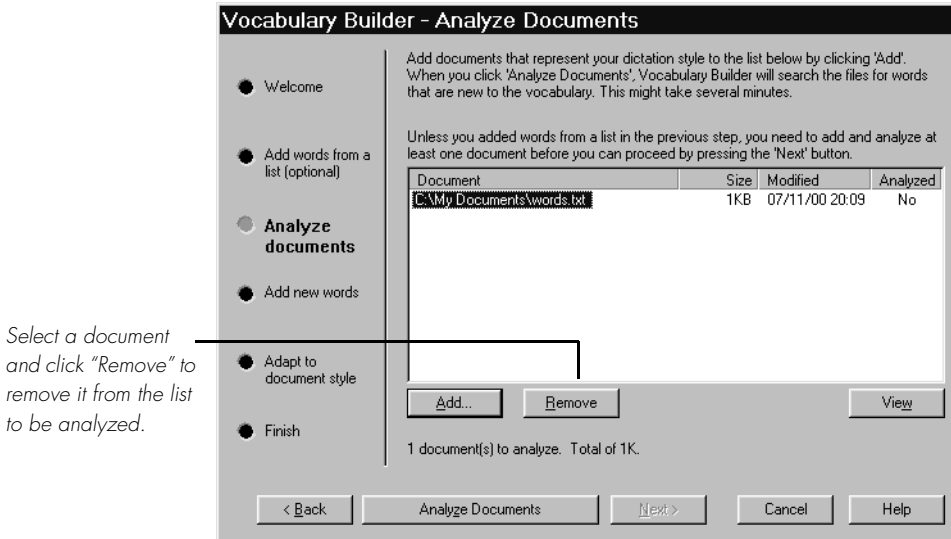 Vocabulary Builder - Analyze Documents
Welcome
Add words from a
list (optional)
Analyze
documents
Add new words
Adapt to
document style
Finish
Add documents that represent your dictation style to the list below by clicking 'Add'.
When you click 'Analyze Documents', Vocabulary Builder will search the files for words
that are new to the vocabulary. This might take several minutes.
Unless you added words from a list in the previous step, you need to add and analyze at
least one document before you can proceed by pressing the 'Next' button.
Document Size Modified Analyzed
C:\My Documents\words.txt 1KB 07/11/00 20:09 No
Add... Remove View
1 document(s) to analyze. Total of 1K.
< Back Analyze Documents Next > Cancel Help
Select a document
and click “Remove” to
remove it from the list
to be analyzed.